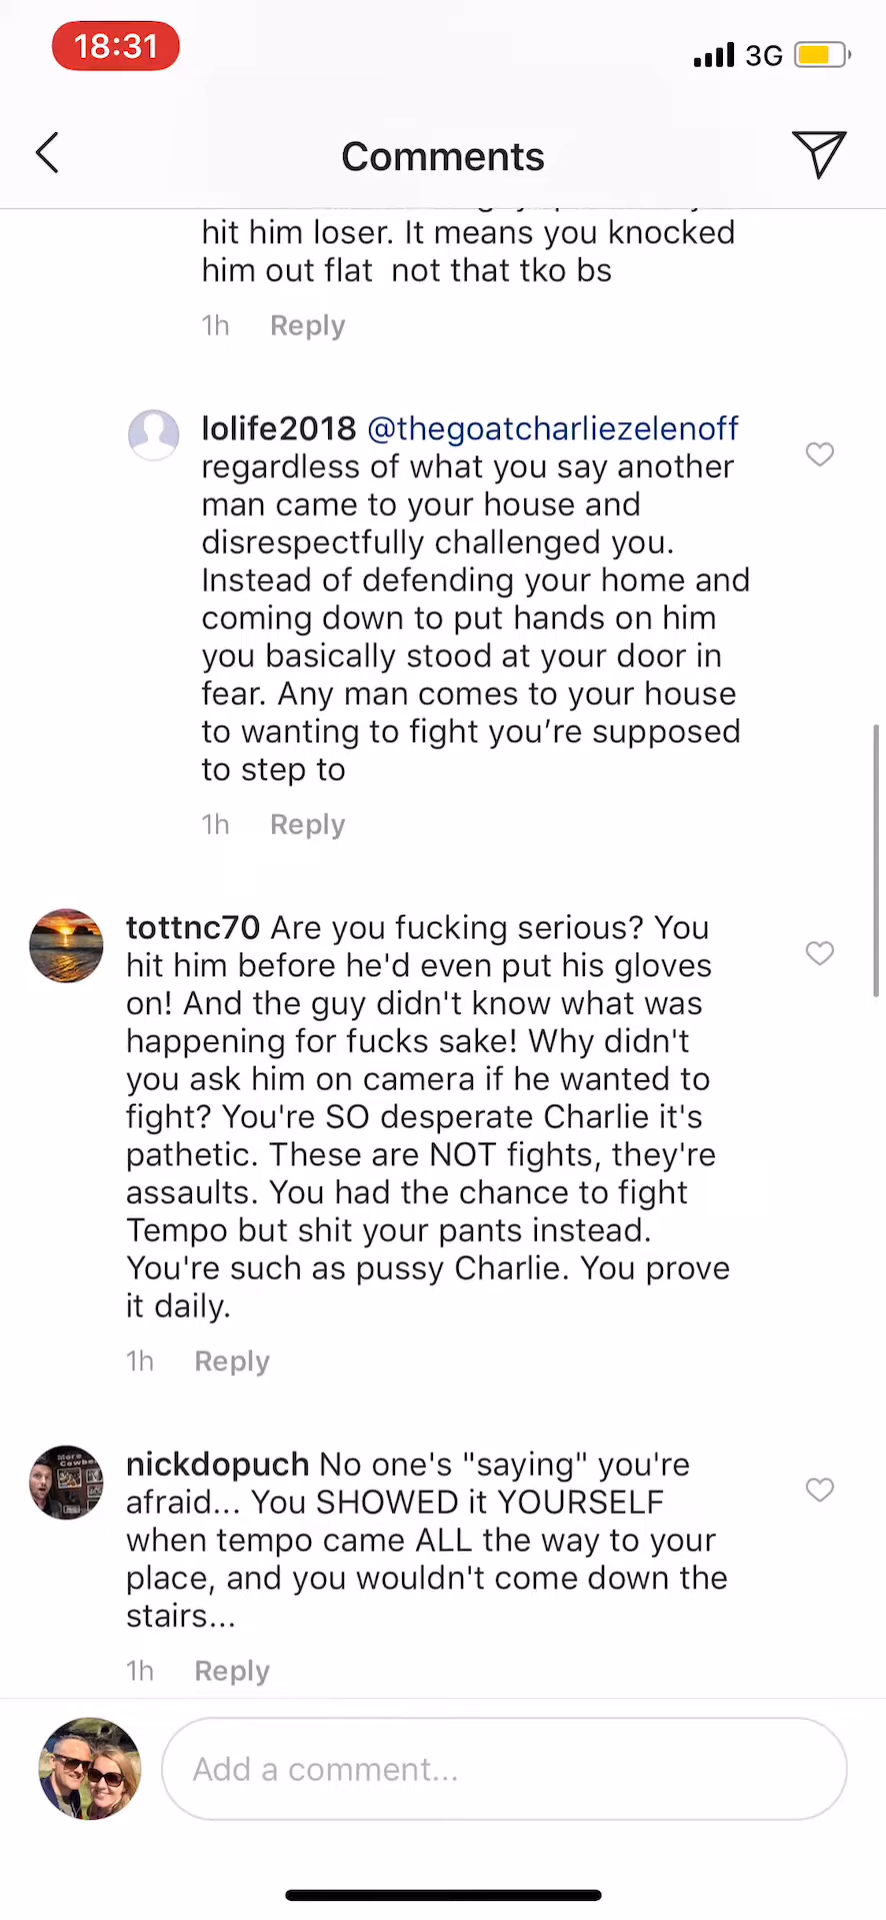 18:31
3G
Comments
hit him loser. It means you knocked
him out flat  not that tko bs
1h Reply
lolife2018 @thegoatcharliezelenoff
regardless of what you say another
man came to your house and
disrespectfully challenged you.
Instead of defending your home and
coming down to put hands on him
you basically stood at your door in
fear. Any man comes to your house
to wanting to fight you’re supposed
to step to
1h Reply
tottnc70 Are you fucking serious? You
hit him before he'd even put his gloves
on! And the guy didn't know what was
happening for fucks sake! Why didn't
you ask him on camera if he wanted to
fight? You're SO desperate Charlie it's
pathetic. These are NOT fights, they're
assaults. You had the chance to fight
Tempo but shit your pants instead.
You're such as pussy Charlie. You prove
it daily.
1h Reply
nickdopuch No one's "saying" you're
afraid... You SHOWED it YOURSELF
when tempo came ALL the way to your
place, and you wouldn't come down the
stairs...
1h Reply
Add a comment...